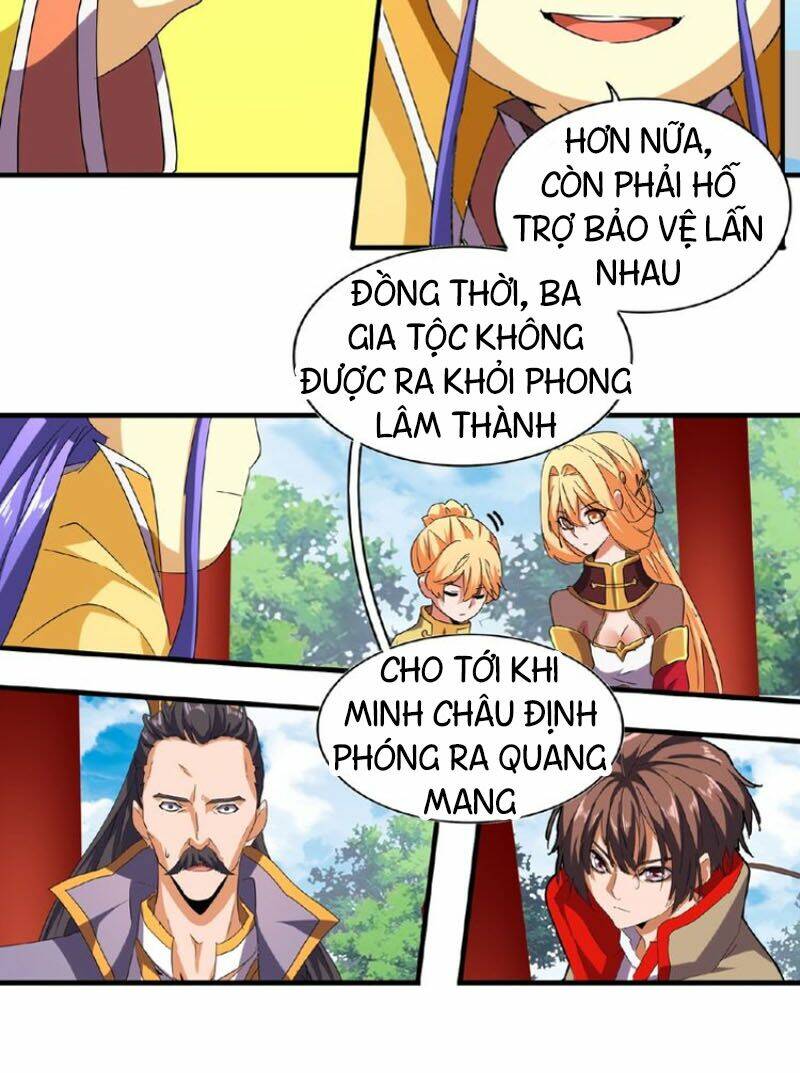 HƠN NỮA,
CÒN PHẢI HỖ
TRỢ BẢO VỆ LẪN
NHAU
ĐỒNG THỜI, BA
GIA TỘC KHÔNG
ĐƯỢC RA KHỎI PHONG
LÂM THÀNH
CHO TỚI KHI
MINH CHÂU ĐỊNH
PHÓNG RA QUANG
MANG